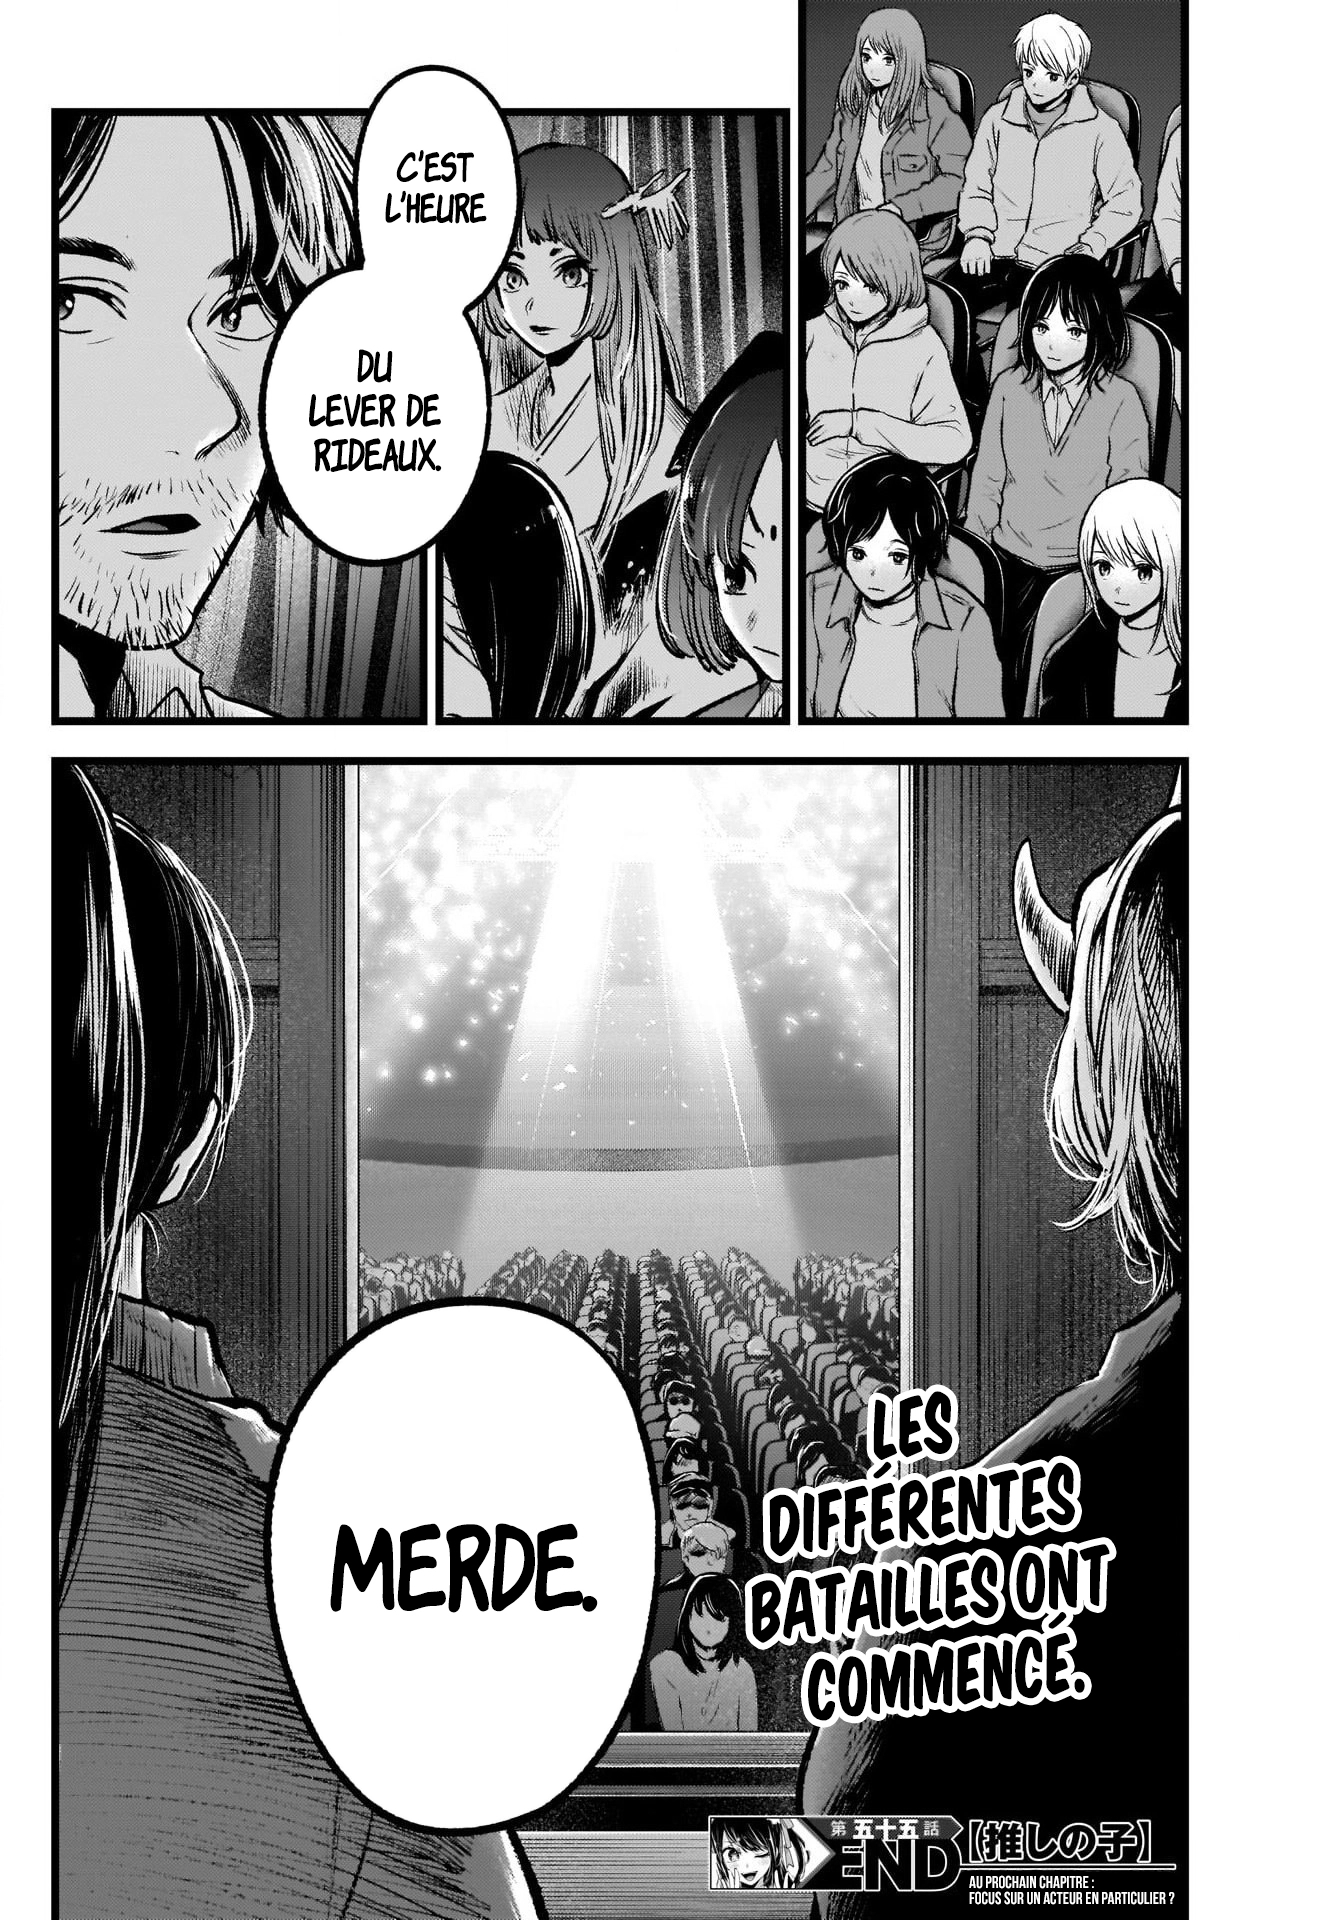 C'EST
L'HEURE
DU
LEVER DE
RIDEAUX.
MERDE.
LES
DIFFÉRENTES
BATAILLES ONT
COMMENCÉ.
第五十五話
END
【推しの子】
AU PROCHAIN CHAPITRE :
FOCUS SUR UN ACTEUR EN PARTICULIER ?